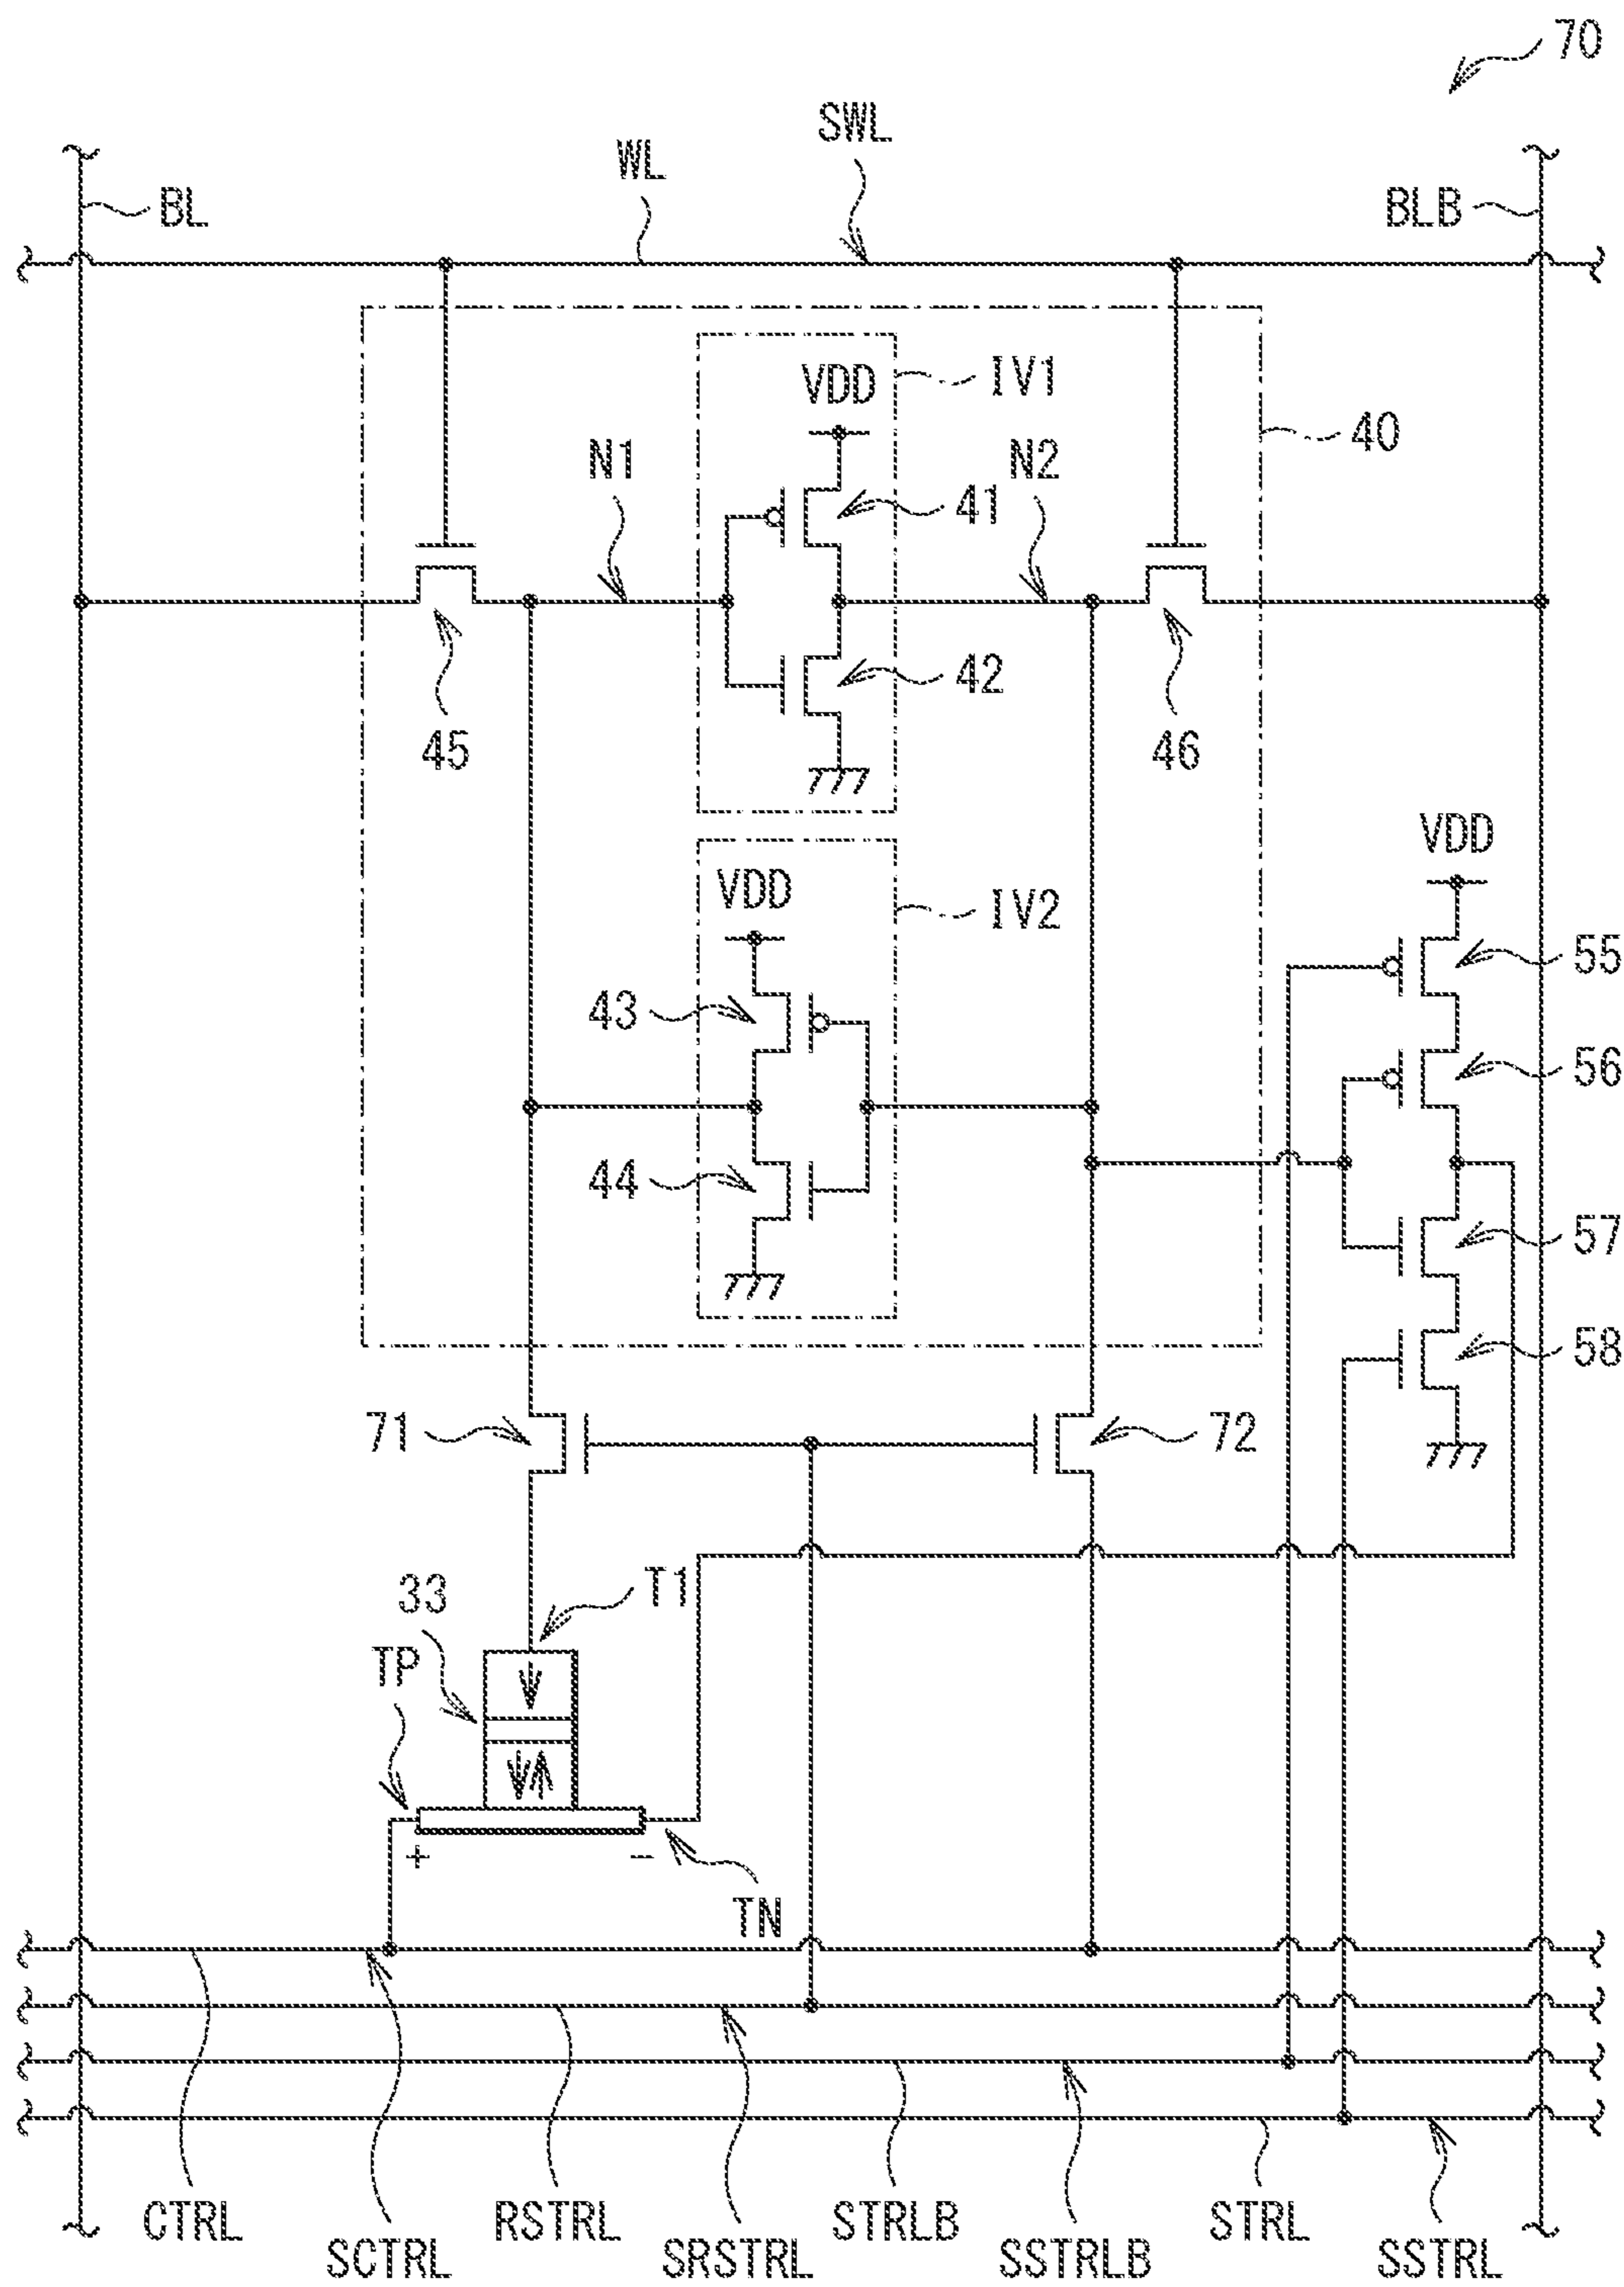 70
SWL
WL
BL
BLB
IV1
VDD
40
N1
N2
41
42
45
46
VDD
VDD
IV2
55
43
56
44
57
58
71
72
T1
33
TP
+
−
TN
CTRL
RSTRL
STRLB
STRL
SCTRL
SRSTRL
SSTRLB
SSTRL